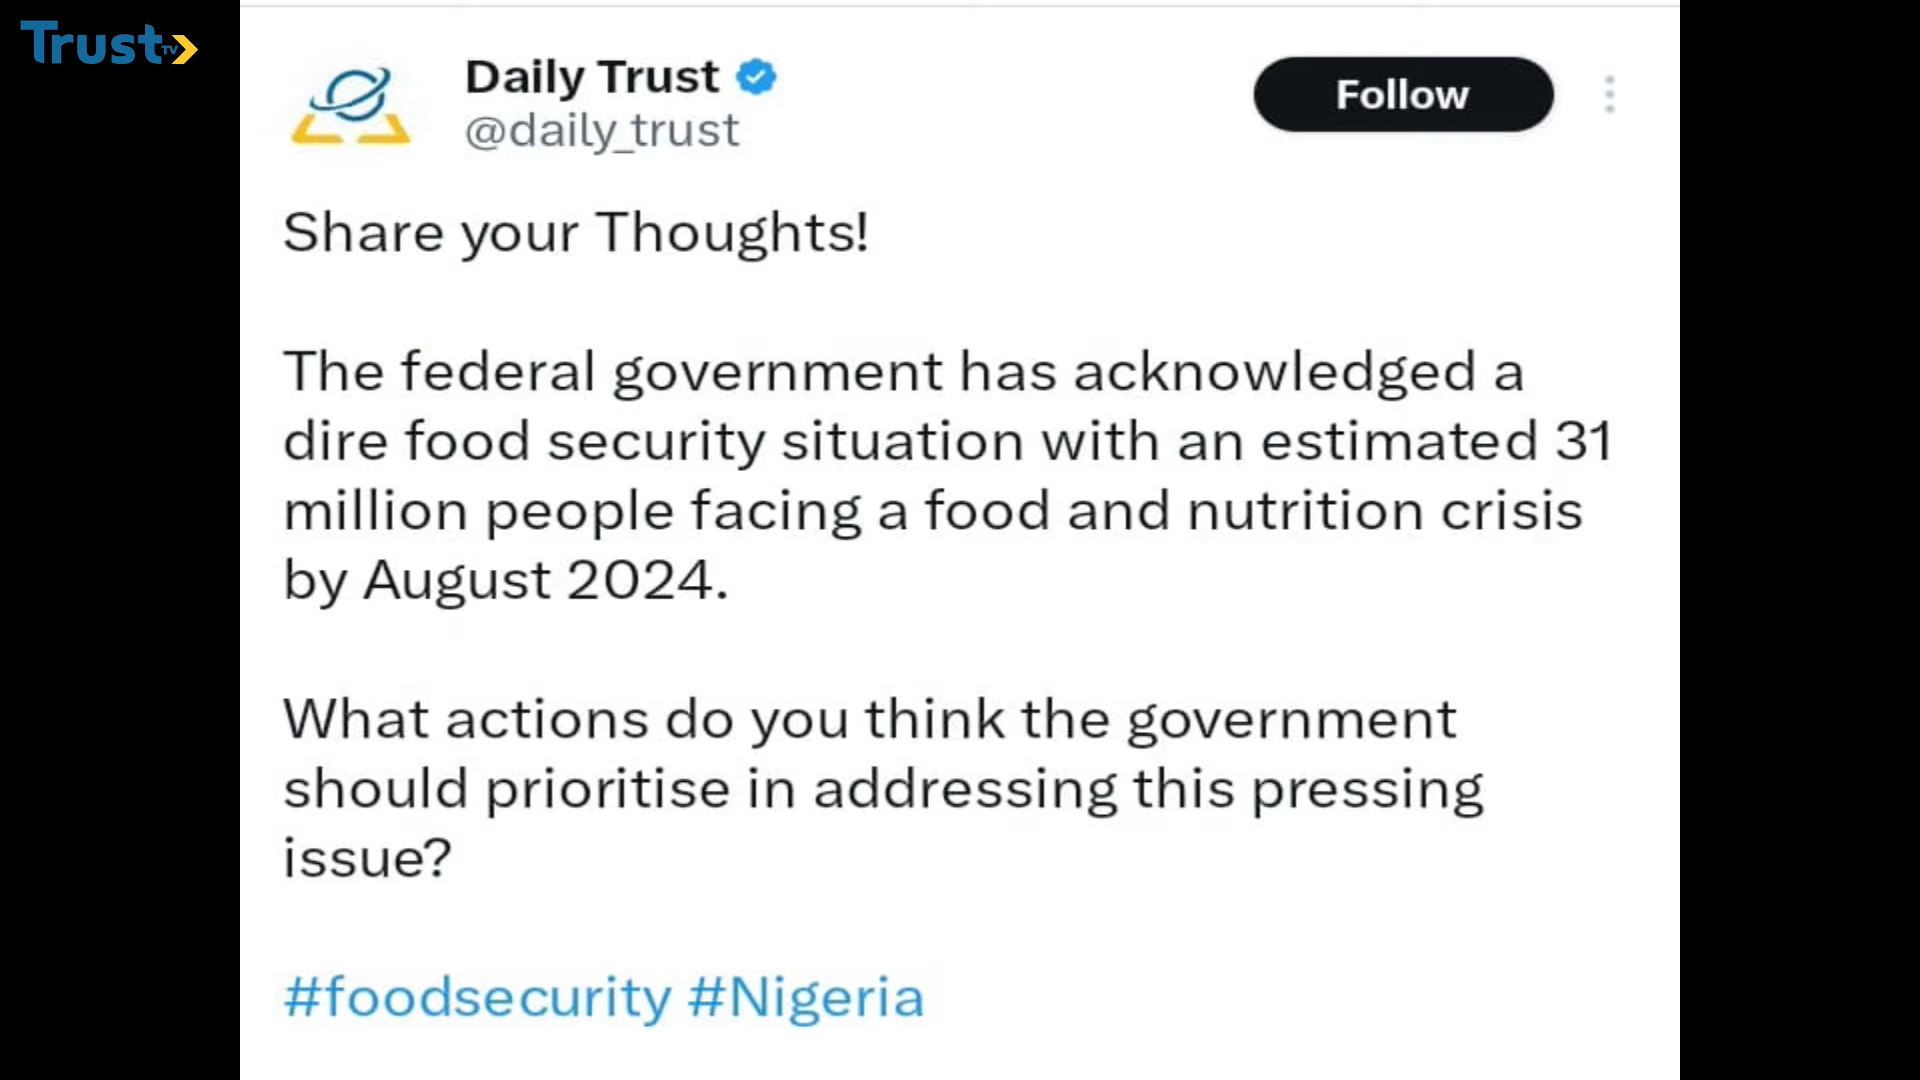 Trust TV
Daily Trust
@daily_trust
Follow
Share your Thoughts!
The federal government has acknowledged a
dire food security situation with an estimated 31
million people facing a food and nutrition crisis
by August 2024.
What actions do you think the government
should prioritise in addressing this pressing
issue?
#foodsecurity #Nigeria